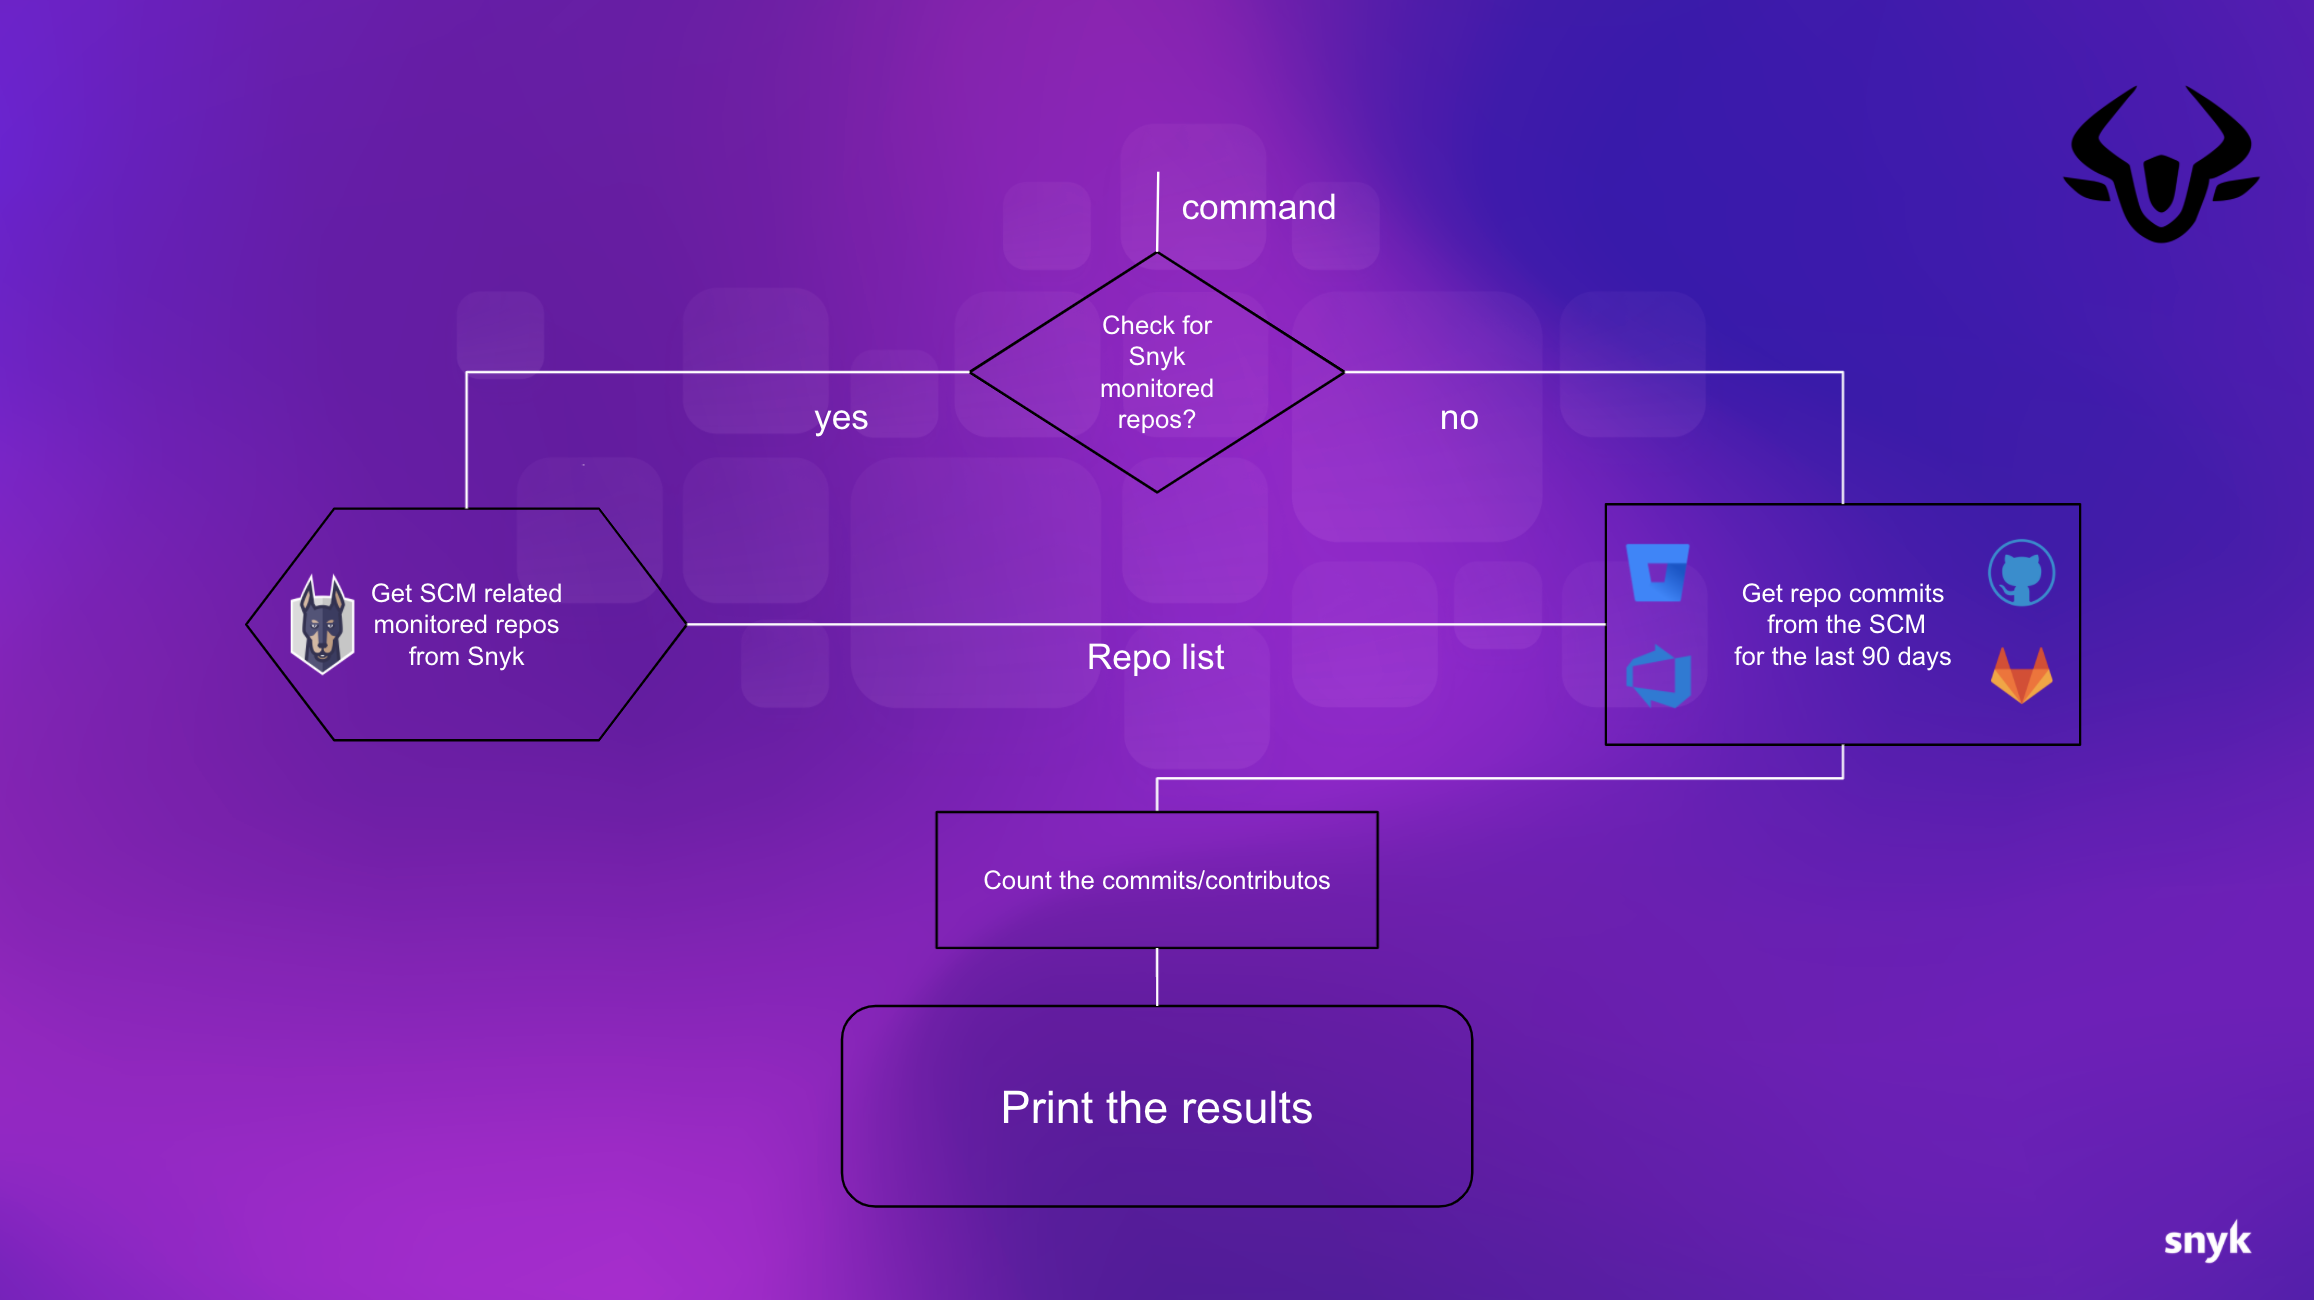 command
Check for
Snyk
monitored
repos?
yes
no
Get SCM related
monitored repos
from Snyk
Repo list
Get repo commits
from the SCM
for the last 90 days
Count the commits/contributos
Print the results
snyk